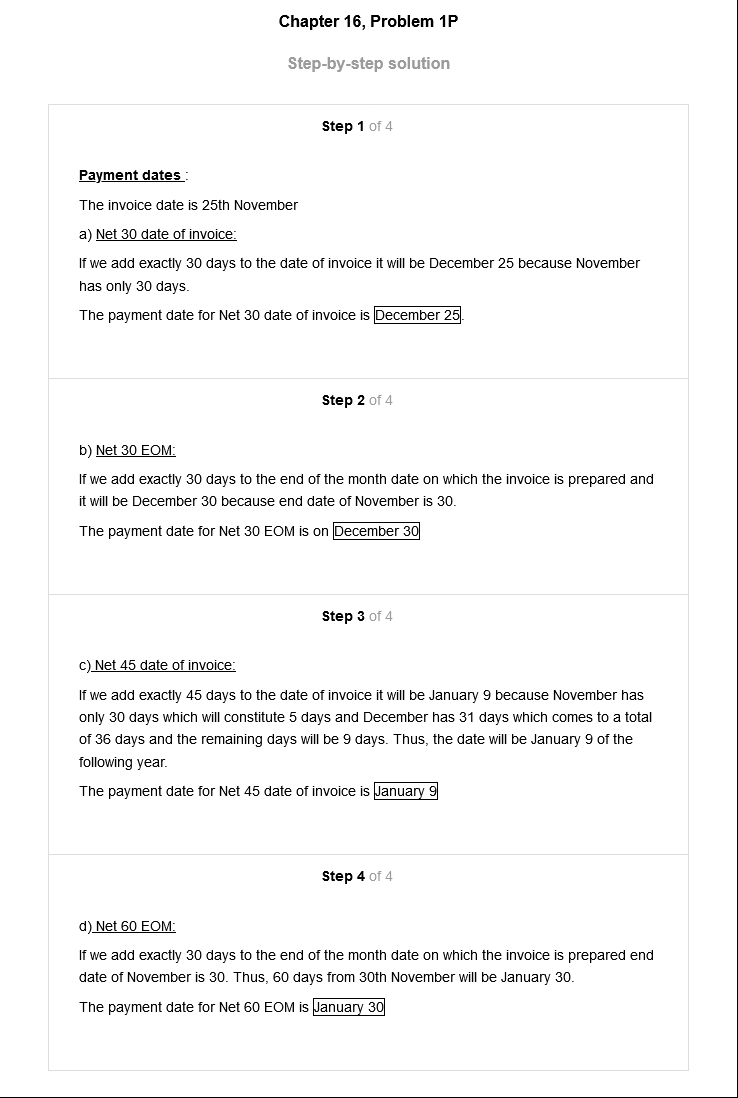 Chapter 16, Problem 1P
Step-by-step solution
Step 1 of 4
Payment dates :
The invoice date is 25th November
a) Net 30 date of invoice:
If we add exactly 30 days to the date of invoice it will be December 25 because November
has only 30 days.
The payment date for Net 30 date of invoice is December 25.
Step 2 of 4
b) Net 30 EOM:
If we add exactly 30 days to the end of the month date on which the invoice is prepared and
it will be December 30 because end date of November is 30.
The payment date for Net 30 EOM is on December 30
Step 3 of 4
c) Net 45 date of invoice:
If we add exactly 45 days to the date of invoice it will be January 9 because November has
only 30 days which will constitute 5 days and December has 31 days which comes to a total
of 36 days and the remaining days will be 9 days. Thus, the date will be January 9 of the
following year.
The payment date for Net 45 date of invoice is January 9
Step 4 of 4
d) Net 60 EOM:
If we add exactly 30 days to the end of the month date on which the invoice is prepared end
date of November is 30. Thus, 60 days from 30th November will be January 30.
The payment date for Net 60 EOM is January 30